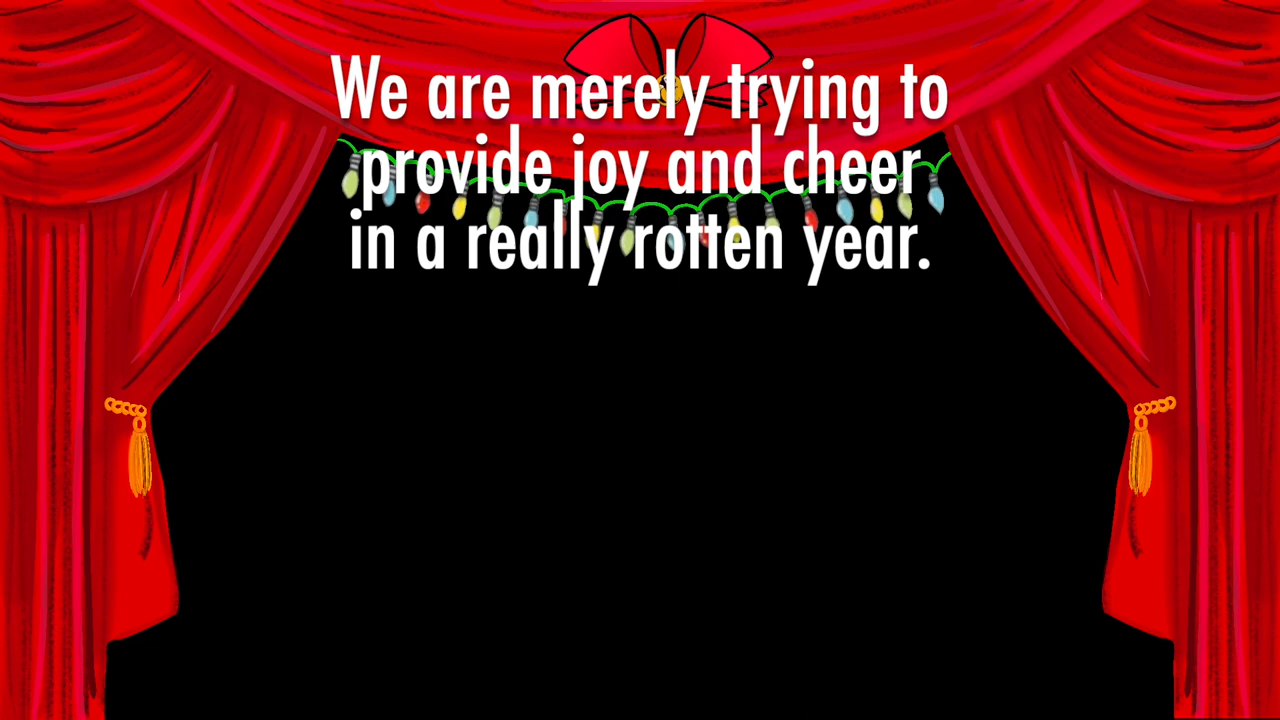 We are merely trying to
provide joy and cheer
in a really rotten year.